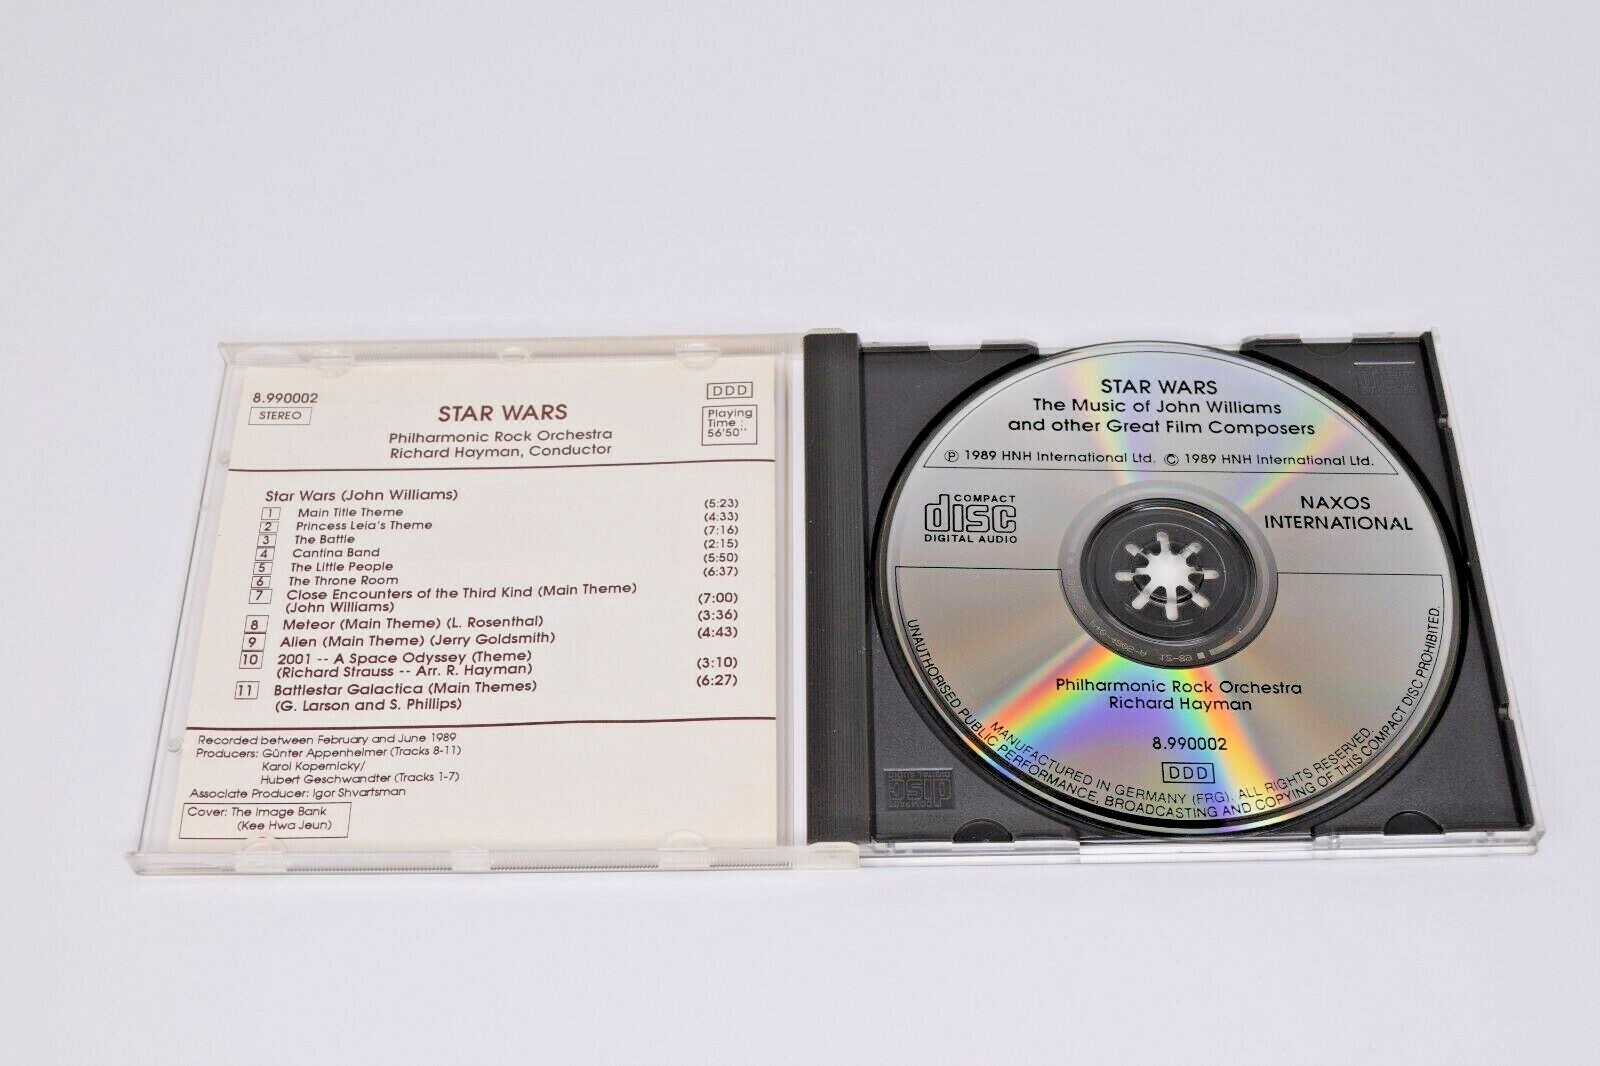 8.990002
STEREO
STAR WARS
Philharmonic Rock Orchestra
Richard Hayman, Conductor
DDD
Playing
Time :
56'50''
Star Wars (John Williams)
1 Main Title Theme (5:23)
2 Princess Leia's Theme (4:33)
3 The Battle (7:16)
4 Cantina Band (2:15)
5 The Little People (5:50)
6 The Throne Room (6:37)
7 Close Encounters of the Third Kind (Main Theme)
(John Williams) (7:00)
8 Meteor (Main Theme) (L. Rosenthal) (3:36)
9 Alien (Main Theme) (Jerry Goldsmith) (4:43)
10 2001 -- A Space Odyssey (Theme)
(Richard Strauss -- Arr. R. Hayman) (3:10)
11 Battlestar Galactica (Main Themes) (6:27)
(G. Larson and S. Phillips)
Recorded between February and June 1989
Producers: Günter Appenheimer (Tracks 8-11)
Karol Kopernicky/
Hubert Geschwandter (Tracks 1-7)
Associate Producer: Igor Shvartsman
Cover: The Image Bank
(Kee Hwa Jeun)
STAR WARS
The Music of John Williams
and other Great Film Composers
Ⓟ 1989 HNH International Ltd. © 1989 HNH International Ltd.
COMPACT
disc
DIGITAL AUDIO
NAXOS
INTERNATIONAL
Philharmonic Rock Orchestra
Richard Hayman
8.990002
DDD
MANUFACTURED IN GERMANY (FRG). ALL RIGHTS RESERVED.
UNAUTHORISED PUBLIC PERFORMANCE, BROADCASTING AND COPYING OF THIS COMPACT DISC PROHIBITED.